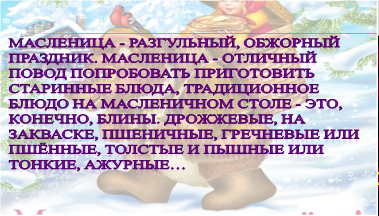 МАСЛЕНИЦА - РАЗГУЛЬНЫЙ, ОБЖОРНЫЙ
ПРАЗДНИК. МАСЛЕНИЦА - ОТЛИЧНЫЙ
ПОВОД ПОПРОБОВАТЬ ПРИГОТОВИТЬ
СТАРИННЫЕ БЛЮДА, ТРАДИЦИОННОЕ
БЛЮДО НА МАСЛЕНИЧНОМ СТОЛЕ - ЭТО,
КОНЕЧНО, БЛИНЫ. ДРОЖЖЕВЫЕ, НА
ЗАКВАСКЕ, ПШЕНИЧНЫЕ, ГРЕЧНЕВЫЕ ИЛИ
ПШЁННЫЕ, ТОЛСТЫЕ И ПЫШНЫЕ ИЛИ
ТОНКИЕ, АЖУРНЫЕ...